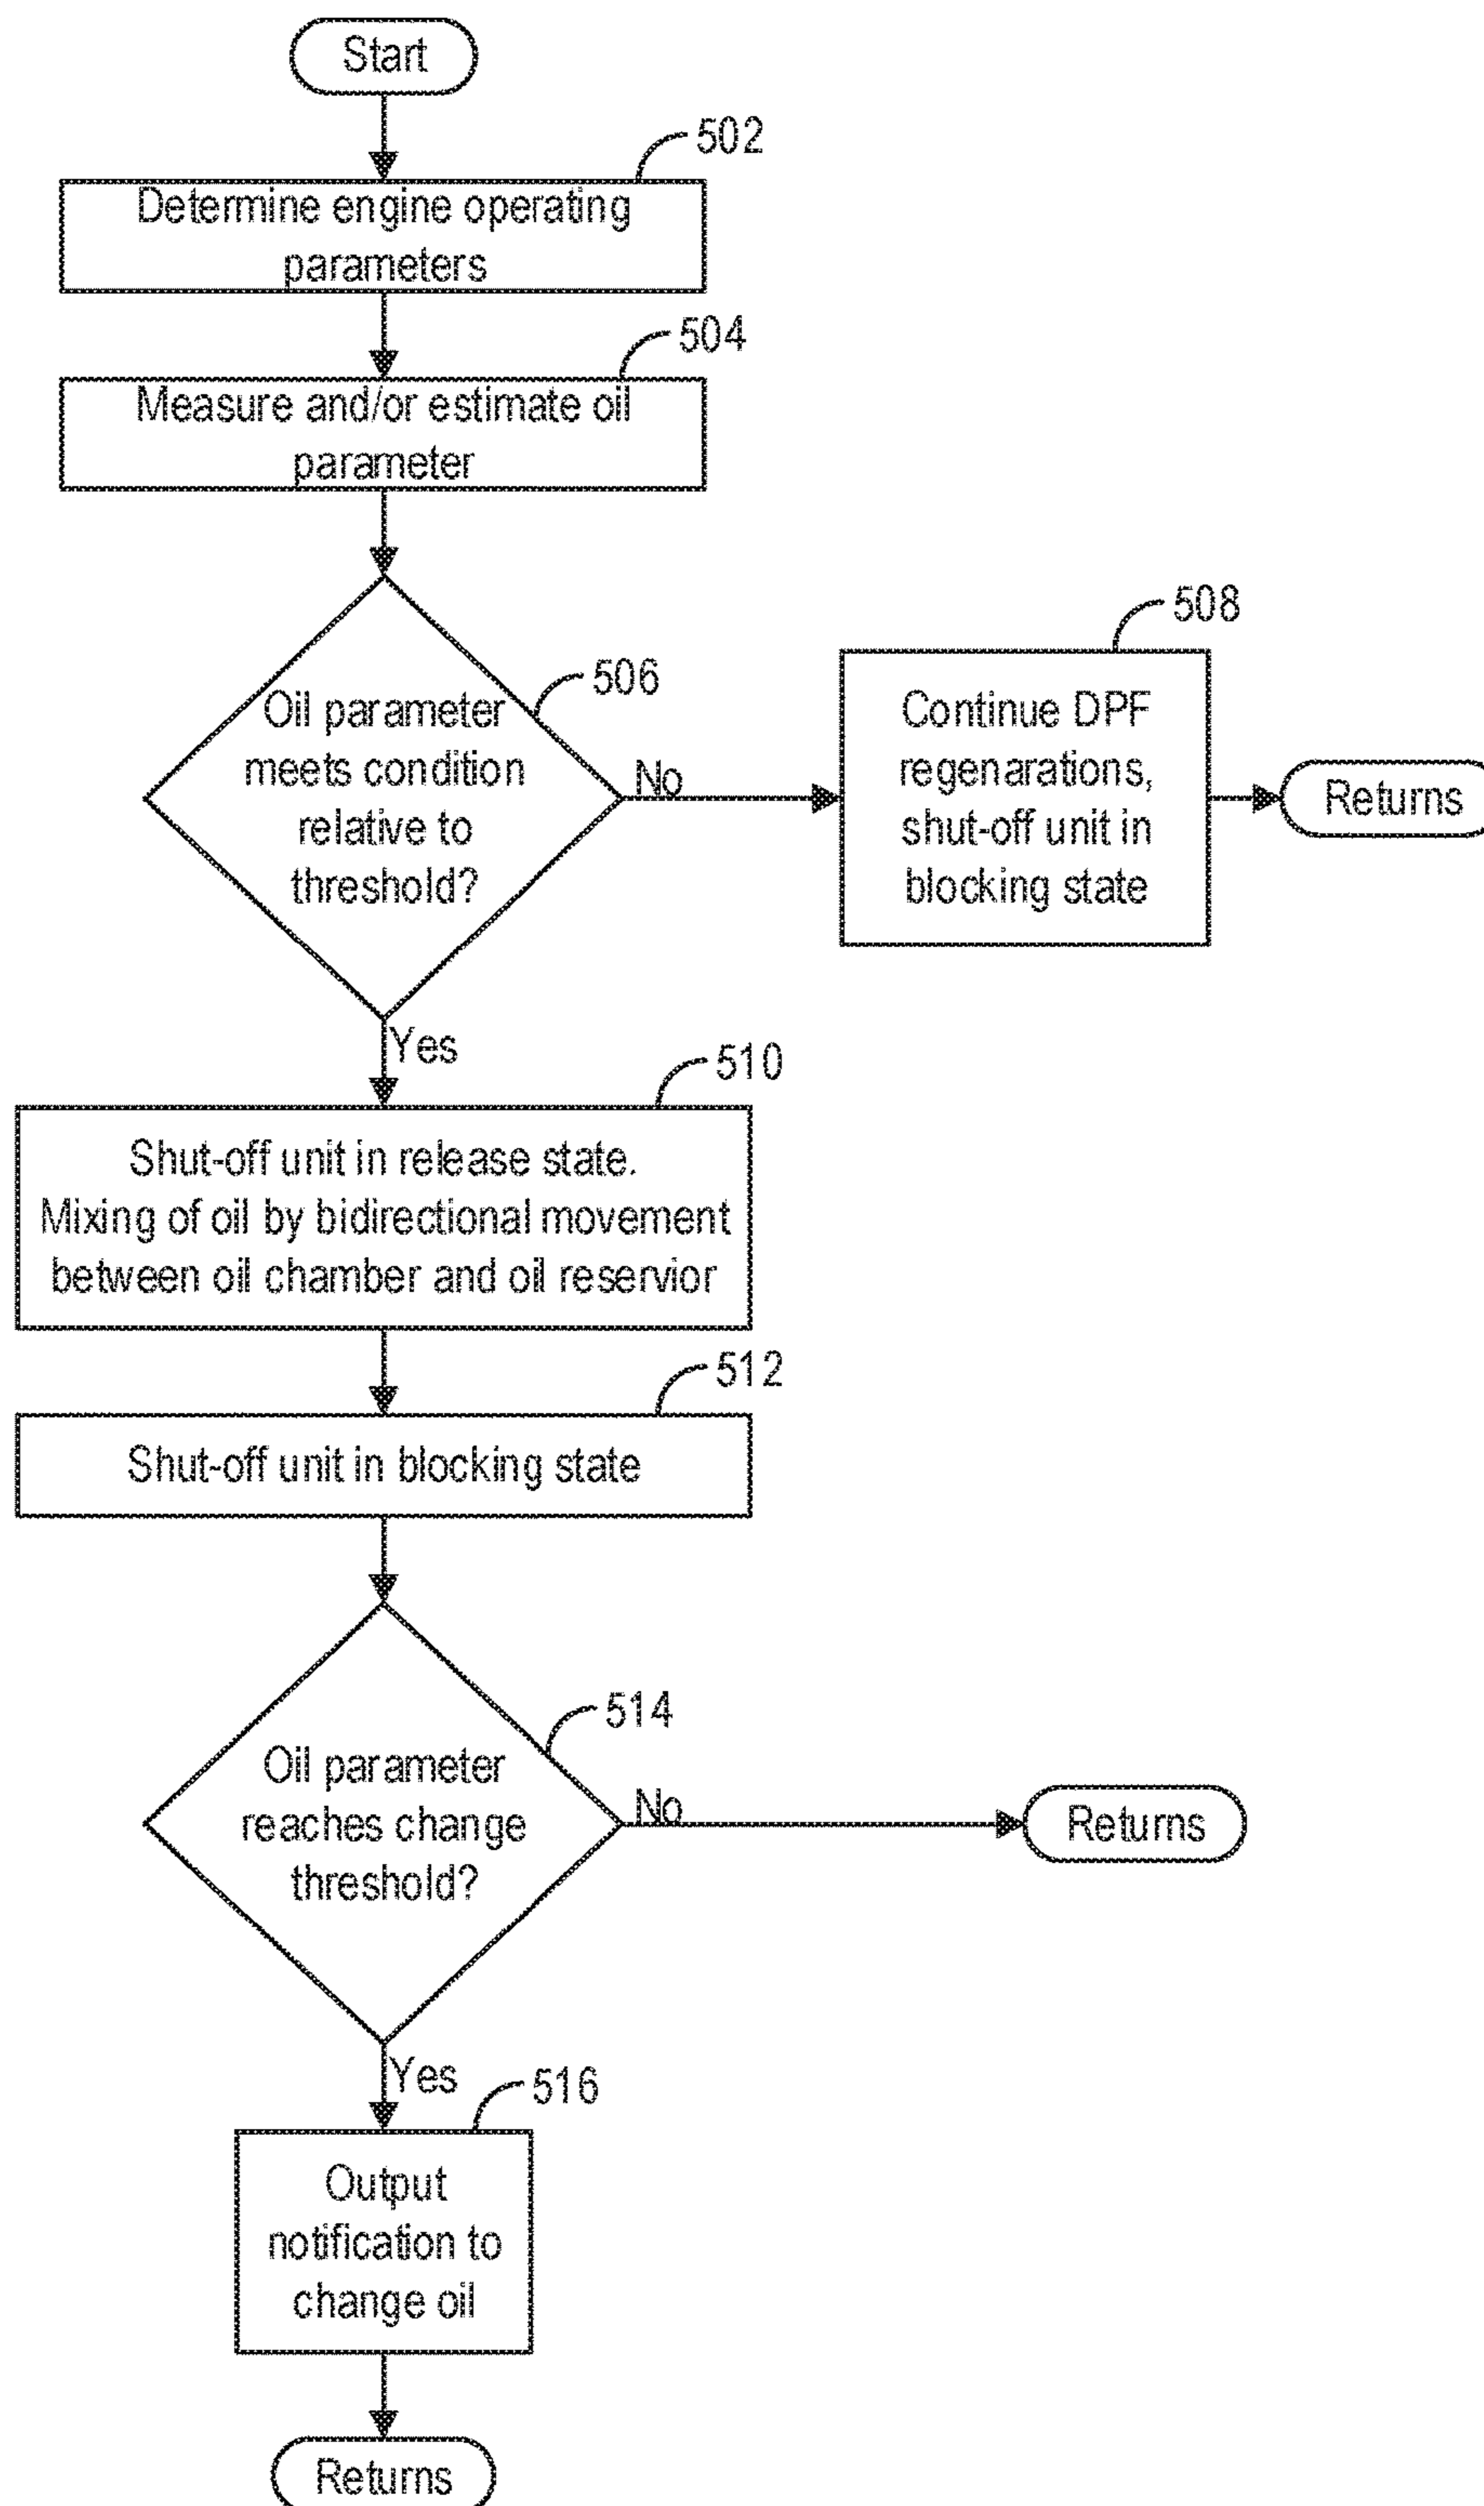 Start
502
Determine engine operating
parameters
504
Measure and/or estimate oil
parameter
506
Oil parameter
meets condition
relative to
threshold?
No
508
Continue DPF
regenarations,
shut-off unit in
blocking state
Returns
Yes
510
Shut-off unit in release state.
Mixing of oil by bidirectional movement
between oil chamber and oil reservior
512
Shut-off unit in blocking state
514
Oil parameter
reaches change
threshold?
No
Returns
Yes
516
Output
notification to
change oil
Returns